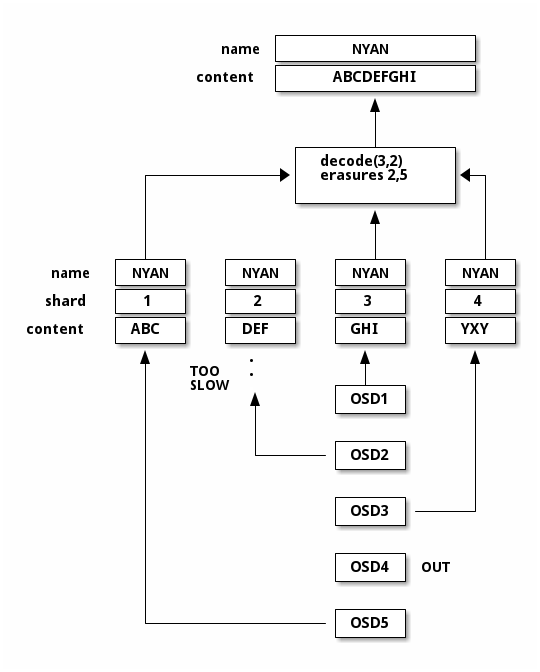 name NYAN
content ABCDEFGHI
decode(3,2)
erasures 2,5
name NYAN NYAN NYAN NYAN
shard 1 2 3 4
content ABC DEF GHI YXY
TOO
SLOW
OSD1
OSD2
OSD3
OSD4 OUT
OSD5